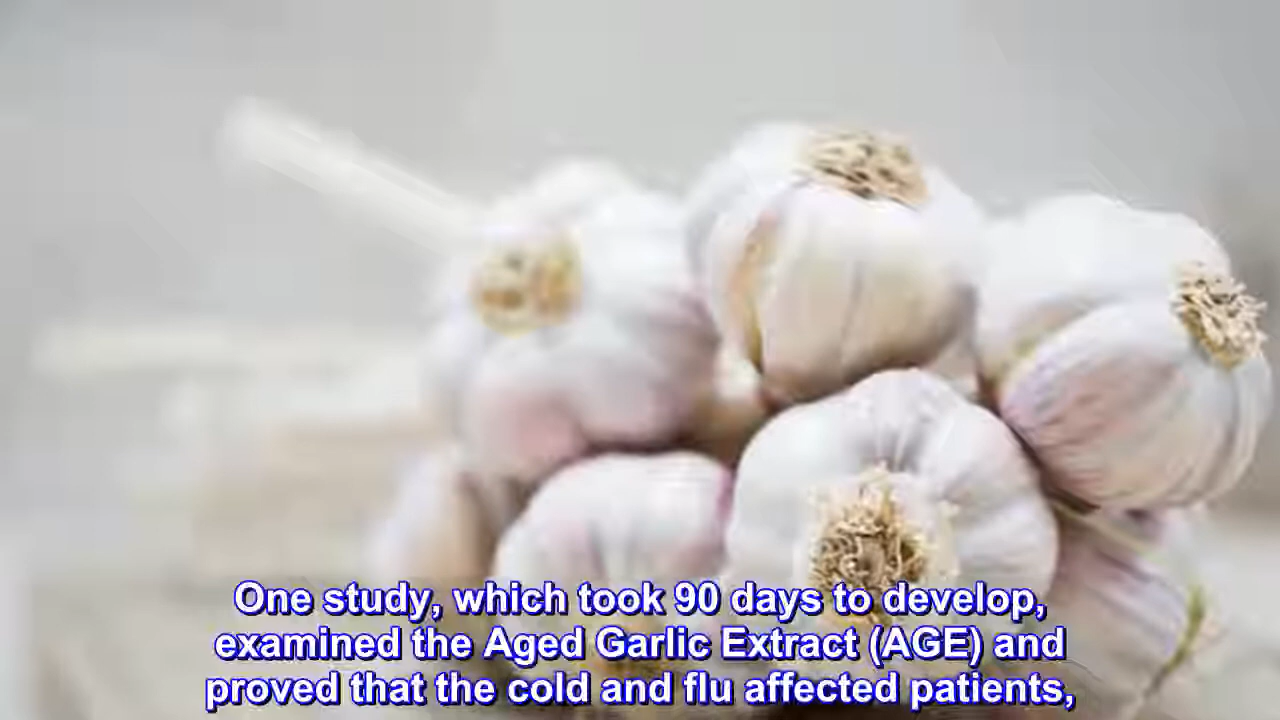 One study, which took 90 days to develop,
examined the Aged Garlic Extract (AGE) and
proved that the cold and flu affected patients,